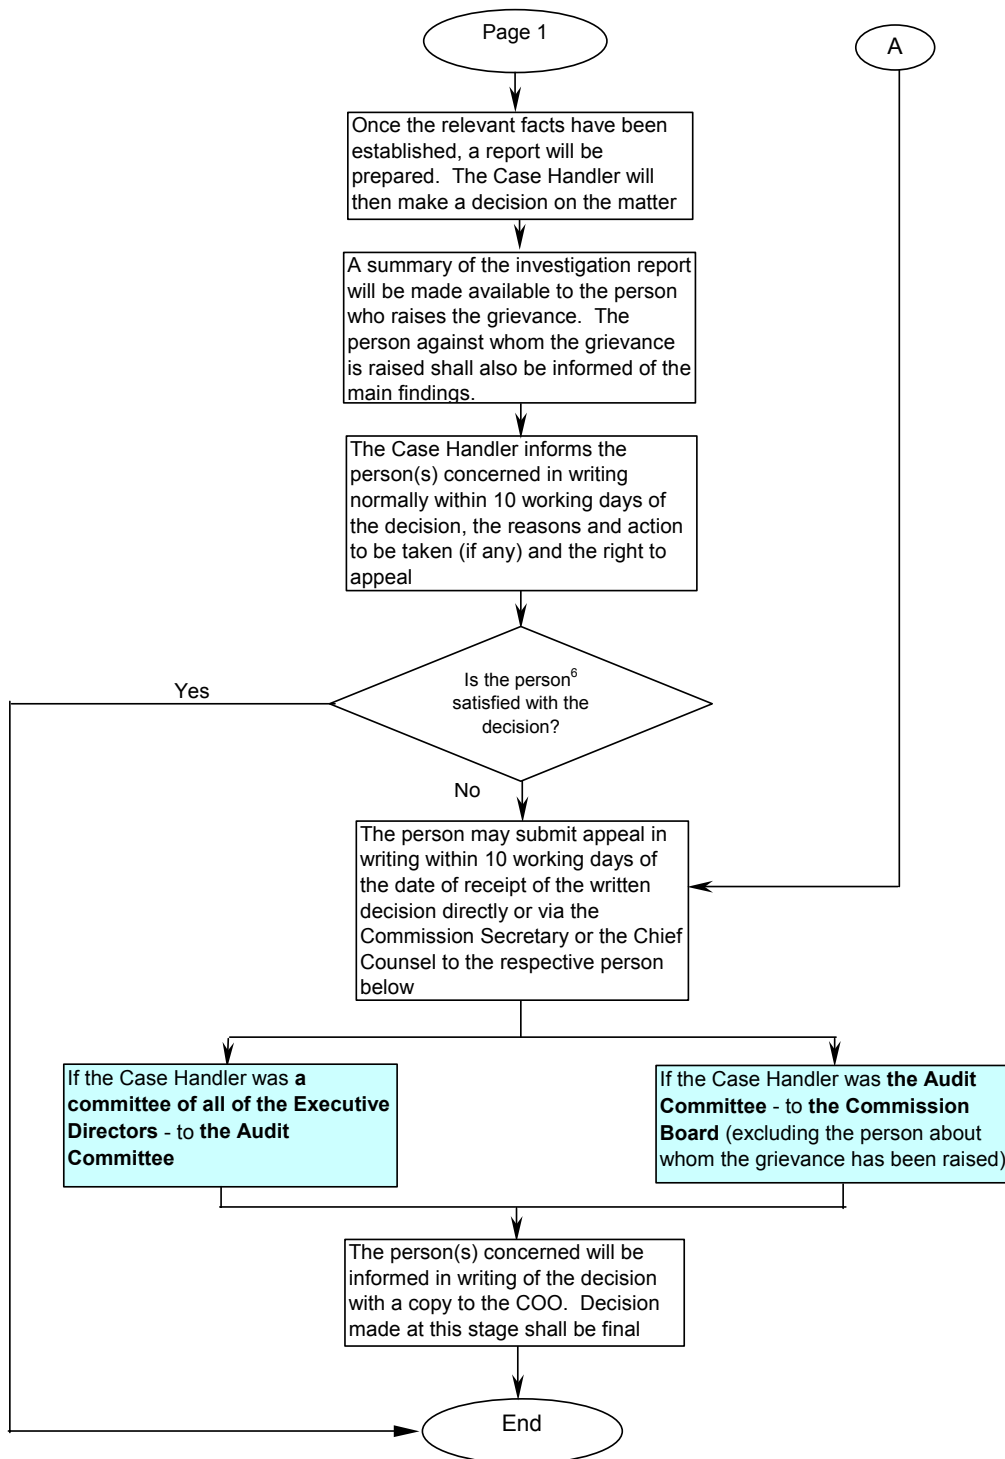 Page 1
A
Once the relevant facts have been
established, a report will be
prepared.  The Case Handler will
then make a decision on the matter
A summary of the investigation report
will be made available to the person
who raises the grievance.  The
person against whom the grievance
is raised shall also be informed of the
main findings.
The Case Handler informs the
person(s) concerned in writing
normally within 10 working days of
the decision, the reasons and action
to be taken (if any) and the right to
appeal
Is the person⁶
satisfied with the
decision?
Yes
No
The person may submit appeal in
writing within 10 working days of
the date of receipt of the written
decision directly or via the
Commission Secretary or the Chief
Counsel to the respective person
below
If the Case Handler was a
committee of all of the Executive
Directors - to the Audit
Committee
If the Case Handler was the Audit
Committee - to the Commission
Board (excluding the person about
whom the grievance has been raised)
The person(s) concerned will be
informed in writing of the decision
with a copy to the COO.  Decision
made at this stage shall be final
End